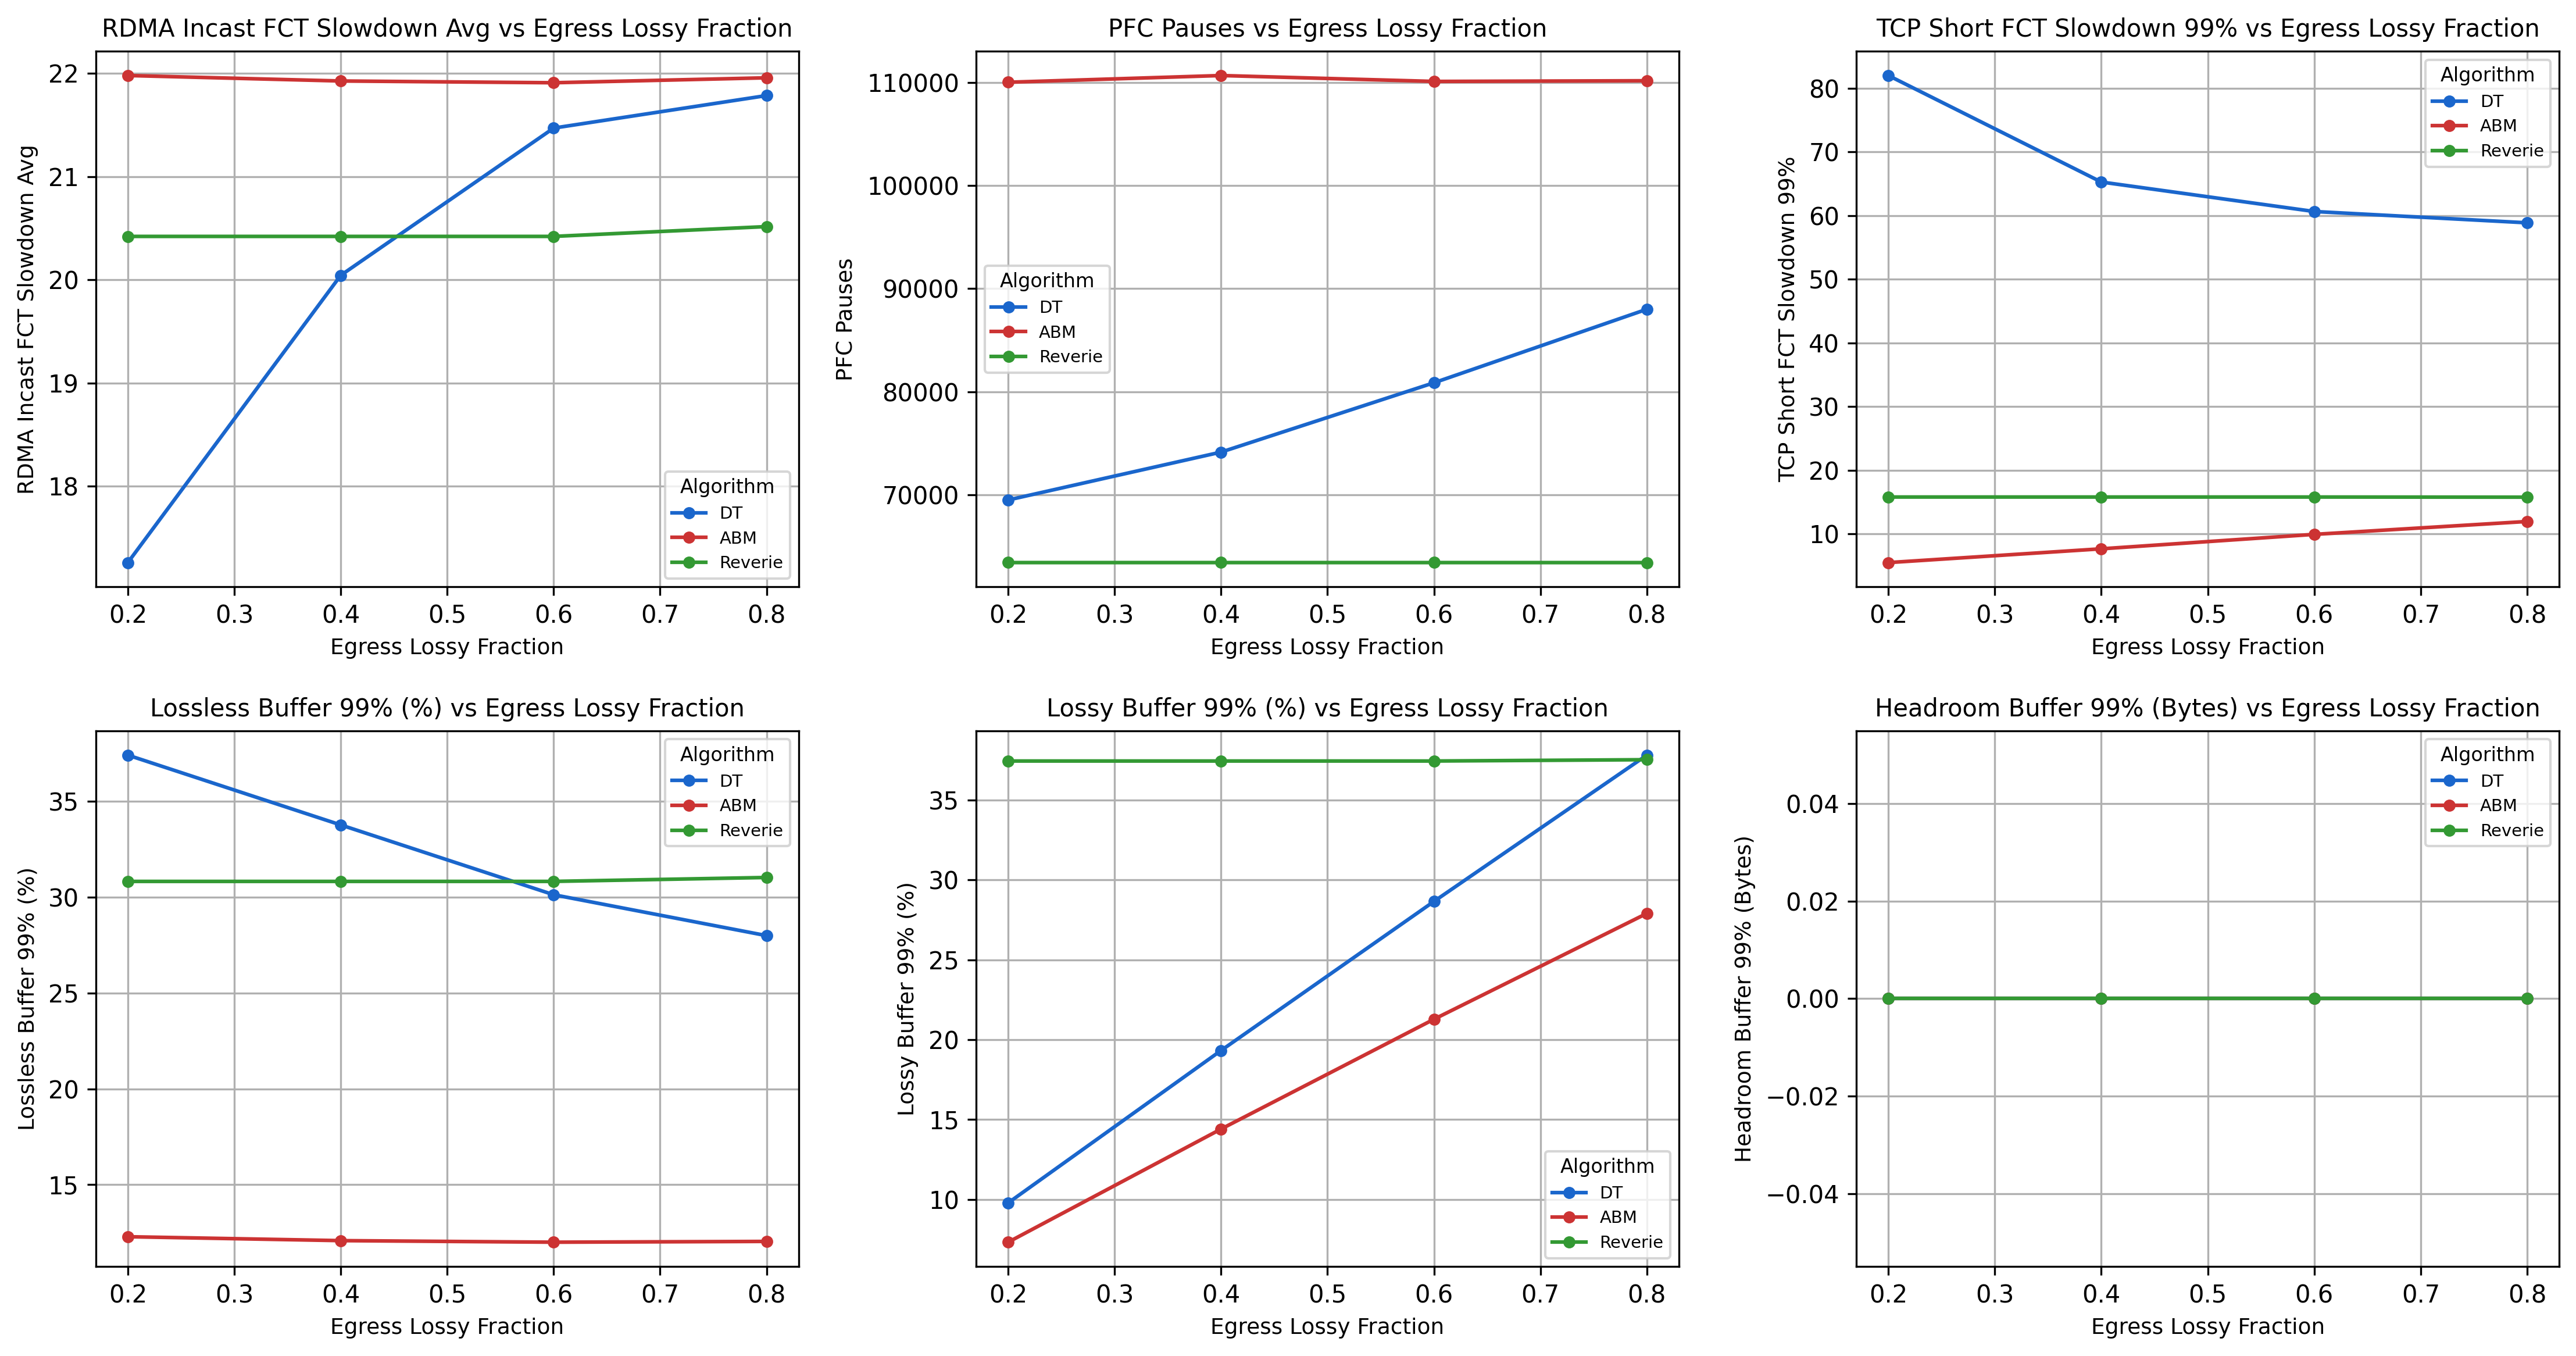 RDMA Incast FCT Slowdown Avg vs Egress Lossy Fraction
RDMA Incast FCT Slowdown Avg
22
21
20
19
18
Algorithm
DT
ABM
Reverie
0.2 0.3 0.4 0.5 0.6 0.7 0.8
Egress Lossy Fraction
PFC Pauses vs Egress Lossy Fraction
PFC Pauses
110000
100000
90000
80000
70000
Algorithm
DT
ABM
Reverie
0.2 0.3 0.4 0.5 0.6 0.7 0.8
Egress Lossy Fraction
TCP Short FCT Slowdown 99% vs Egress Lossy Fraction
TCP Short FCT Slowdown 99%
80
70
60
50
40
30
20
10
Algorithm
DT
ABM
Reverie
0.2 0.3 0.4 0.5 0.6 0.7 0.8
Egress Lossy Fraction
Lossless Buffer 99% (%) vs Egress Lossy Fraction
Lossless Buffer 99% (%)
35
30
25
20
15
Algorithm
DT
ABM
Reverie
0.2 0.3 0.4 0.5 0.6 0.7 0.8
Egress Lossy Fraction
Lossy Buffer 99% (%) vs Egress Lossy Fraction
Lossy Buffer 99% (%)
35
30
25
20
15
10
Algorithm
DT
ABM
Reverie
0.2 0.3 0.4 0.5 0.6 0.7 0.8
Egress Lossy Fraction
Headroom Buffer 99% (Bytes) vs Egress Lossy Fraction
Headroom Buffer 99% (Bytes)
0.04
0.02
0.00
−0.02
−0.04
Algorithm
DT
ABM
Reverie
0.2 0.3 0.4 0.5 0.6 0.7 0.8
Egress Lossy Fraction